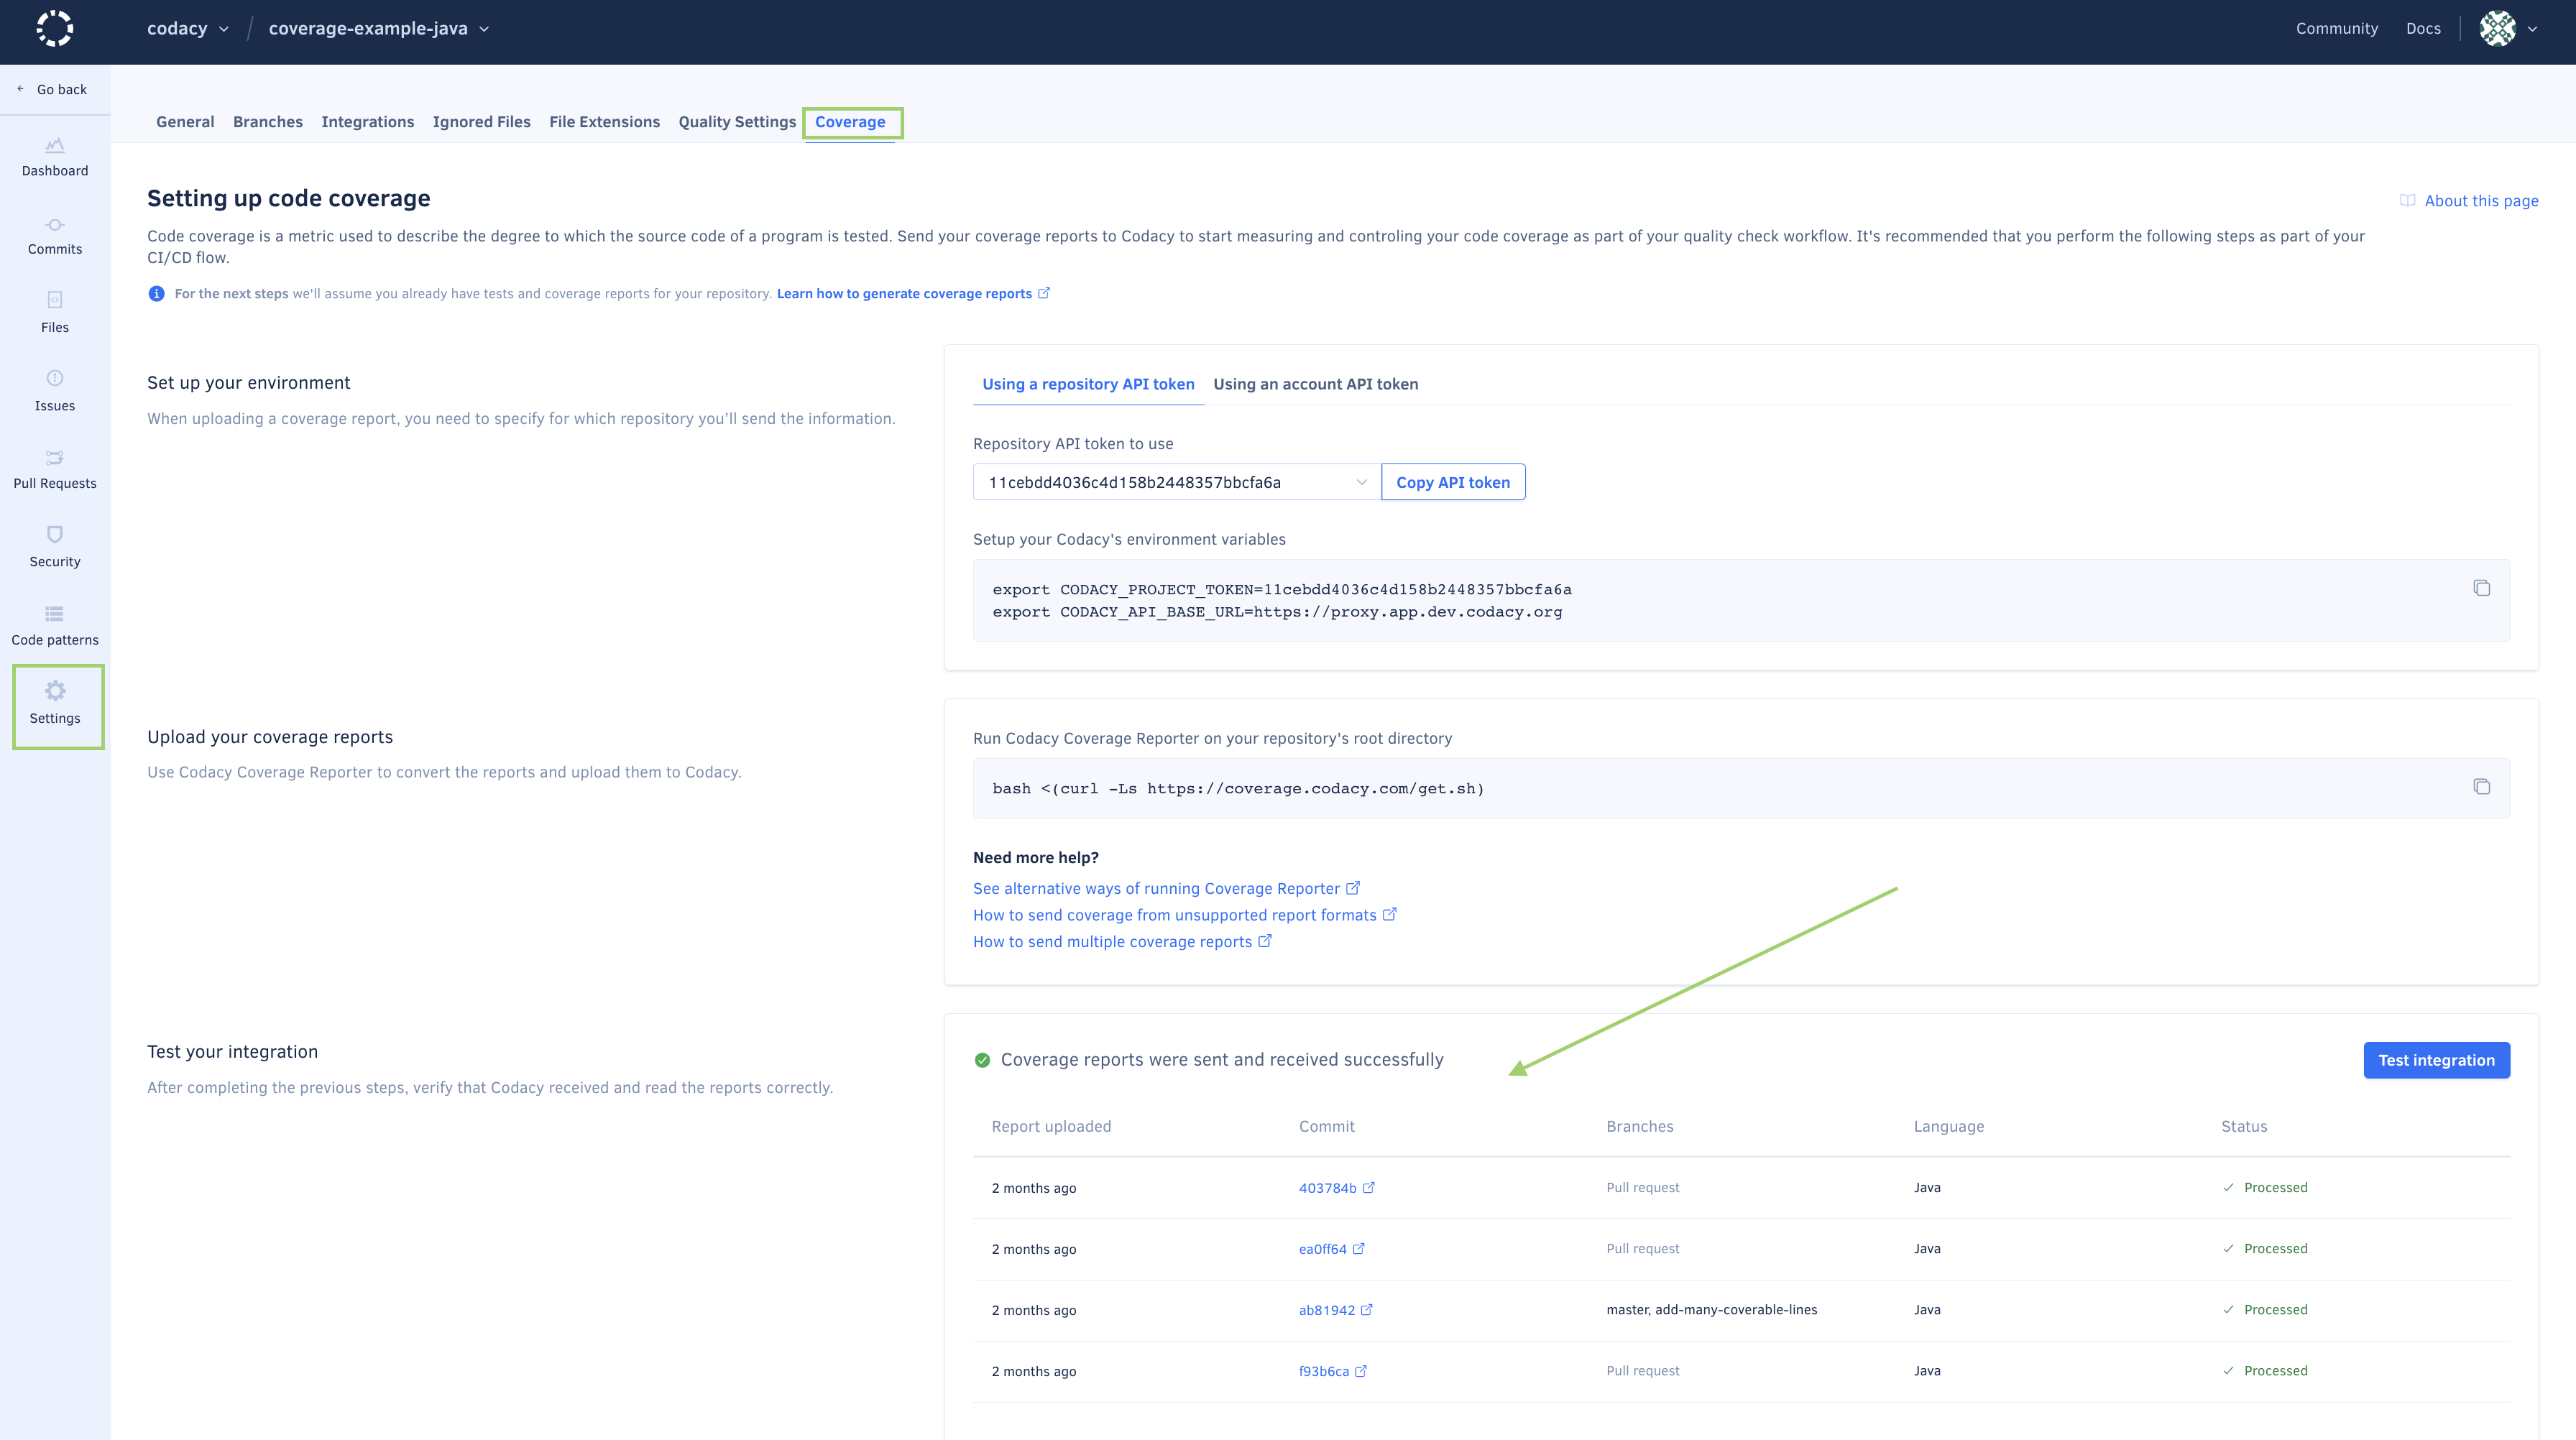 codacy / coverage-example-java
Community Docs
Go back
Dashboard
Commits
Files
Issues
Pull Requests
Security
Code patterns
Settings
General Branches Integrations Ignored Files File Extensions Quality Settings Coverage
Setting up code coverage
About this page
Code coverage is a metric used to describe the degree to which the source code of a program is tested. Send your coverage reports to Codacy to start measuring and controling your code coverage as part of your quality check workflow. It's recommended that you perform the following steps as part of your
CI/CD flow.
For the next steps we'll assume you already have tests and coverage reports for your repository. Learn how to generate coverage reports
Set up your environment
When uploading a coverage report, you need to specify for which repository you'll send the information.
Using a repository API token Using an account API token
Repository API token to use
11cebdd4036c4d158b2448357bbcfa6a Copy API token
Setup your Codacy's environment variables
export CODACY_PROJECT_TOKEN=11cebdd4036c4d158b2448357bbcfa6a
export CODACY_API_BASE_URL=https://proxy.app.dev.codacy.org
Upload your coverage reports
Use Codacy Coverage Reporter to convert the reports and upload them to Codacy.
Run Codacy Coverage Reporter on your repository's root directory
bash <(curl -Ls https://coverage.codacy.com/get.sh)
Need more help?
See alternative ways of running Coverage Reporter
How to send coverage from unsupported report formats
How to send multiple coverage reports
Test your integration
After completing the previous steps, verify that Codacy received and read the reports correctly.
Coverage reports were sent and received successfully Test integration
Report uploaded Commit Branches Language Status
2 months ago 403784b Pull request Java Processed
2 months ago ea0ff64 Pull request Java Processed
2 months ago ab81942 master, add-many-coverable-lines Java Processed
2 months ago f93b6ca Pull request Java Processed